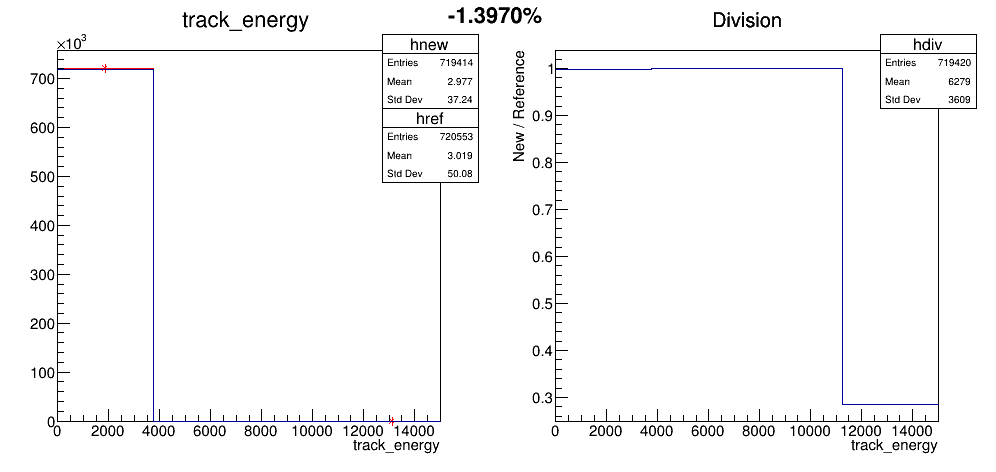 -1.3970%
track_energy
×10³
hnew
Entries 719414
Mean 2.977
Std Dev 37.24
href
Entries 720553
Mean 3.019
Std Dev 50.08
700
600
500
400
300
200
100
0
0 2000 4000 6000 8000 10000 12000 14000
track_energy
Division
hdiv
Entries 719420
Mean 6279
Std Dev 3609
New / Reference
1
0.9
0.8
0.7
0.6
0.5
0.4
0.3
0 2000 4000 6000 8000 10000 12000 14000
track_energy